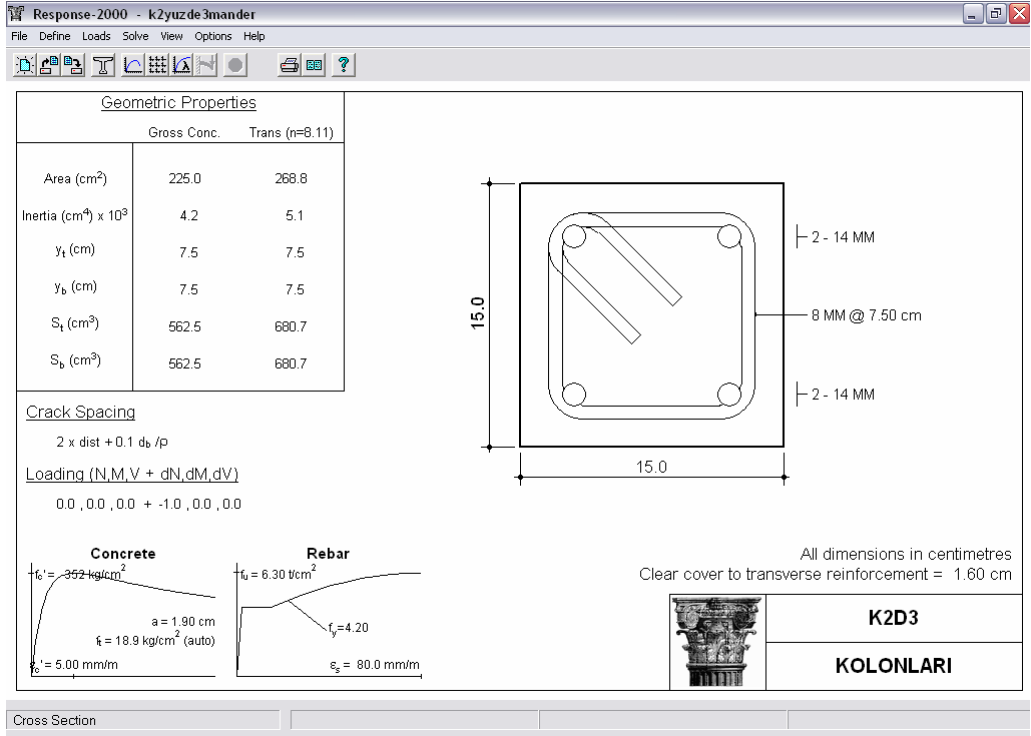 Response-2000 - k2yuzde3mander
File Define Loads Solve View Options Help
Geometric Properties
Gross Conc. Trans (n=8.11)
Area (cm²) 225.0 268.8
Inertia (cm⁴) x 10³ 4.2 5.1
yt (cm) 7.5 7.5
yb (cm) 7.5 7.5
St (cm³) 562.5 680.7
Sb (cm³) 562.5 680.7
Crack Spacing
2 x dist + 0.1 db /ρ
Loading (N,M,V + dN,dM,dV)
0.0 , 0.0 , 0.0 + -1.0 , 0.0 , 0.0
15.0
2 - 14 MM
8 MM @ 7.50 cm
2 - 14 MM
15.0
Concrete
fc' = 352 kg/cm²
a = 1.90 cm
ft = 18.9 kg/cm² (auto)
εc' = 5.00 mm/m
Rebar
fu = 6.30 t/cm²
fy=4.20
εs = 80.0 mm/m
All dimensions in centimetres
Clear cover to transverse reinforcement = 1.60 cm
K2D3
KOLONLARI
Cross Section